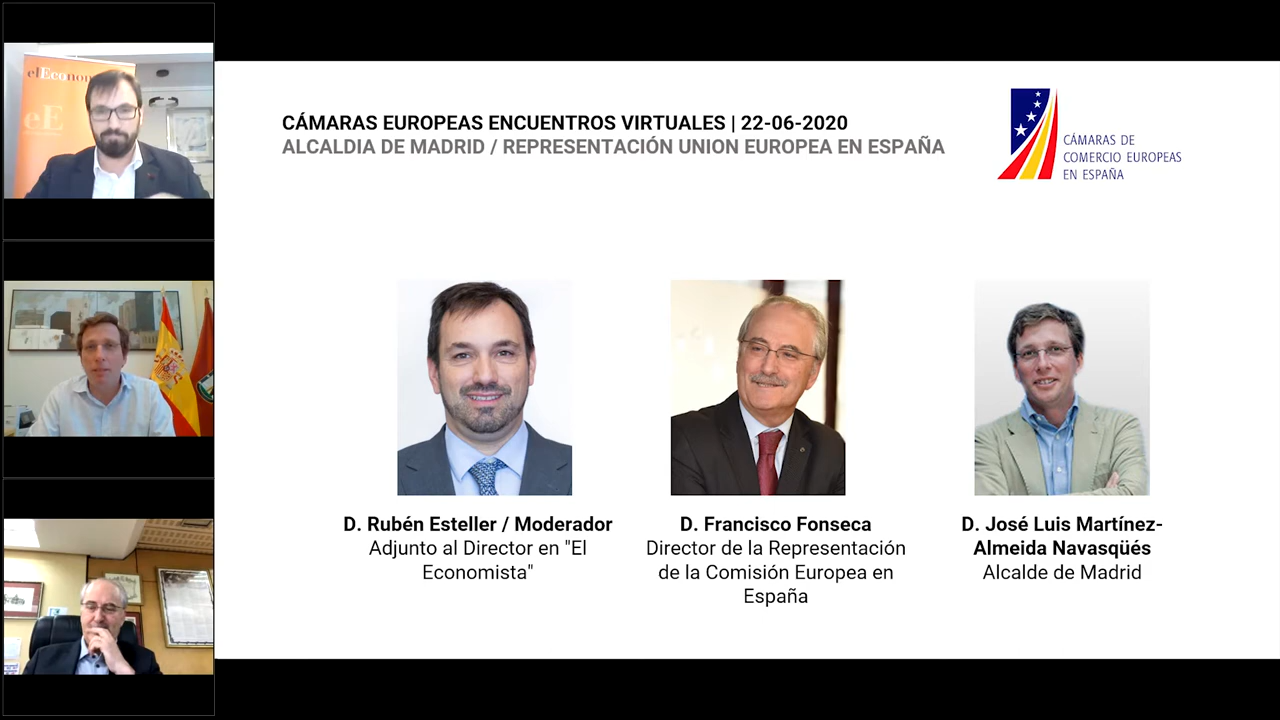 elEconom
eE
CÁMARAS EUROPEAS ENCUENTROS VIRTUALES | 22-06-2020
ALCALDIA DE MADRID / REPRESENTACIÓN UNION EUROPEA EN ESPAÑA
CÁMARAS DE
COMERCIO EUROPEAS
EN ESPAÑA
D. Rubén Esteller / Moderador
Adjunto al Director en "El
Economista"
D. Francisco Fonseca
Director de la Representación
de la Comisión Europea en
España
D. José Luis Martínez-
Almeida Navasqüés
Alcalde de Madrid